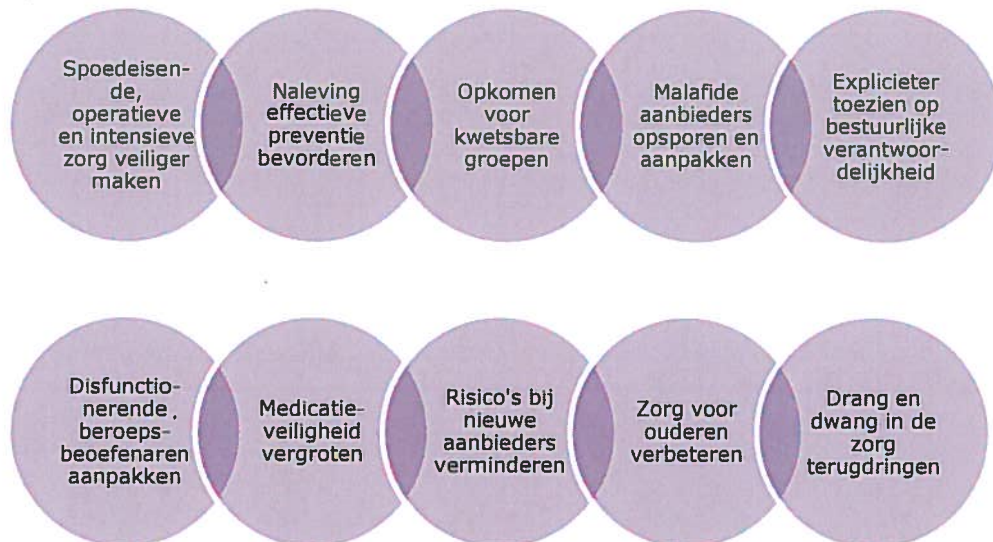 Spoedeisen-
de,
operatieve
en intensieve
zorg veiliger
maken
Naleving
effectieve
preventie
bevorderen
Opkomen
voor
kwetsbare
groepen
Malafide
aanbieders
opsporen en
aanpakken
Explicieter
toezien op
bestuurlijke
verantwoor-
delijkheid
Disfunctio-
nerende
beroeps-
beoefenaren
aanpakken
Medicatie-
veiligheid
vergroten
Risico's bij
nieuwe
aanbieders
verminderen
Zorg voor
ouderen
verbeteren
Drang en
dwang in de
zorg
terugdringen